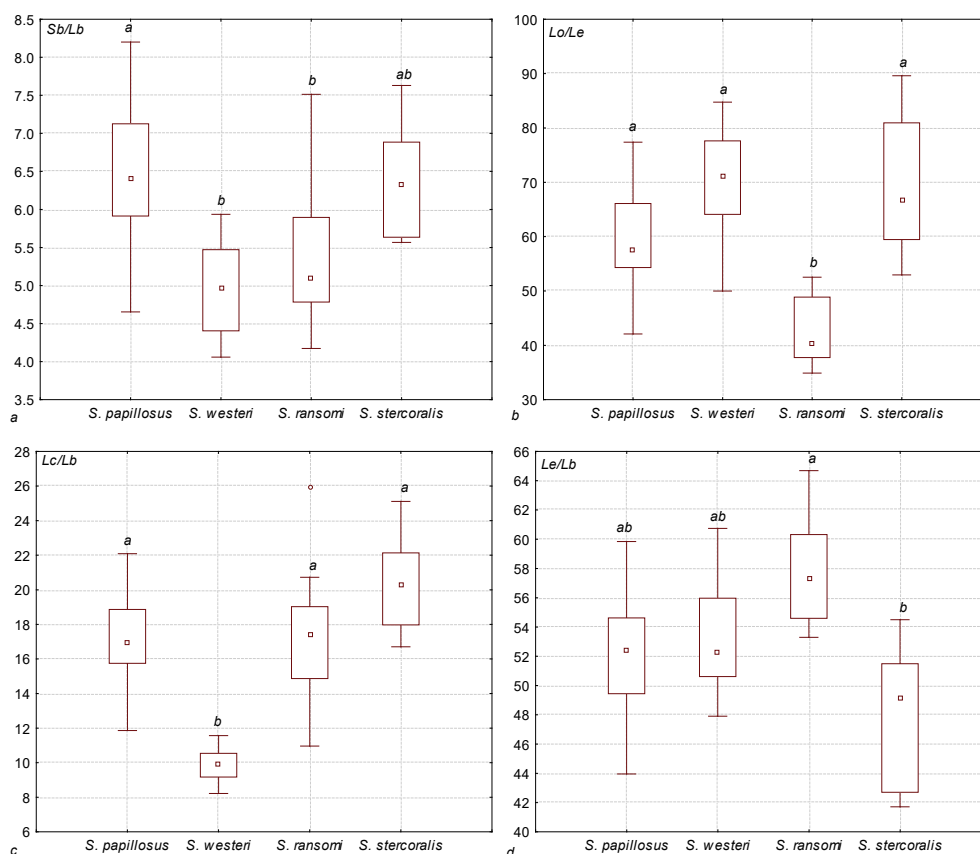 Sb/Lb
8.5
8.0
7.5
7.0
6.5
6.0
5.5
5.0
4.5
4.0
3.5
a
b
b
ab
S. papillosus S. westeri S. ransomi S. stercoralis
a
Lo/Le
100
90
80
70
60
50
40
30
a
a
b
a
S. papillosus S. westeri S. ransomi S. stercoralis
b
Lc/Lb
28
26
24
22
20
18
16
14
12
10
8
6
a
b
a
a
S. papillosus S. westeri S. ransomi S. stercoralis
c
Le/Lb
66
64
62
60
58
56
54
52
50
48
46
44
42
40
ab
ab
a
b
S. papillosus S. westeri S. ransomi S. stercoralis
d